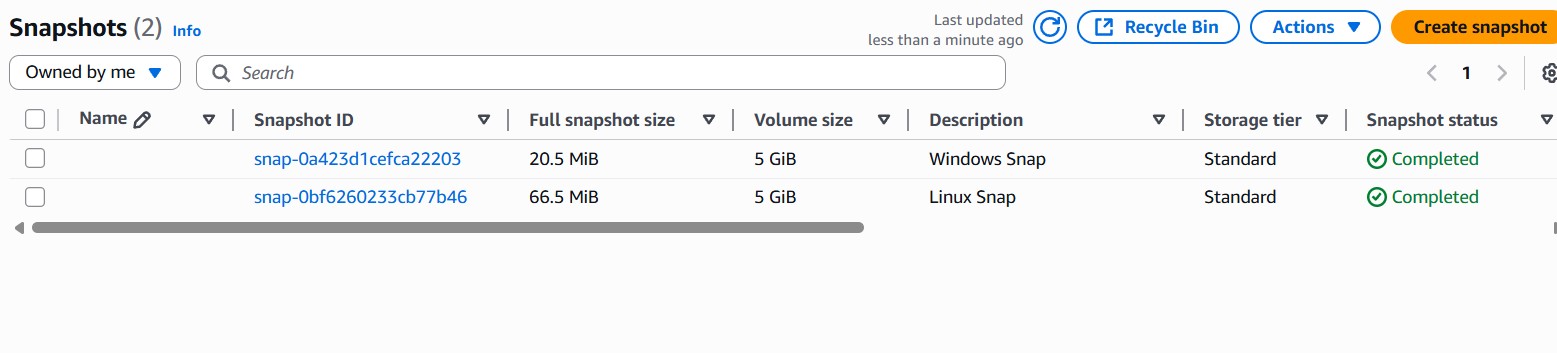 Snapshots (2) Info
Last updated
less than a minute ago
Recycle Bin
Actions
Create snapshot
Owned by me
Search
1
Name Snapshot ID Full snapshot size Volume size Description Storage tier Snapshot status
snap-0a423d1cefca22203 20.5 MiB 5 GiB Windows Snap Standard Completed
snap-0bf6260233cb77b46 66.5 MiB 5 GiB Linux Snap Standard Completed